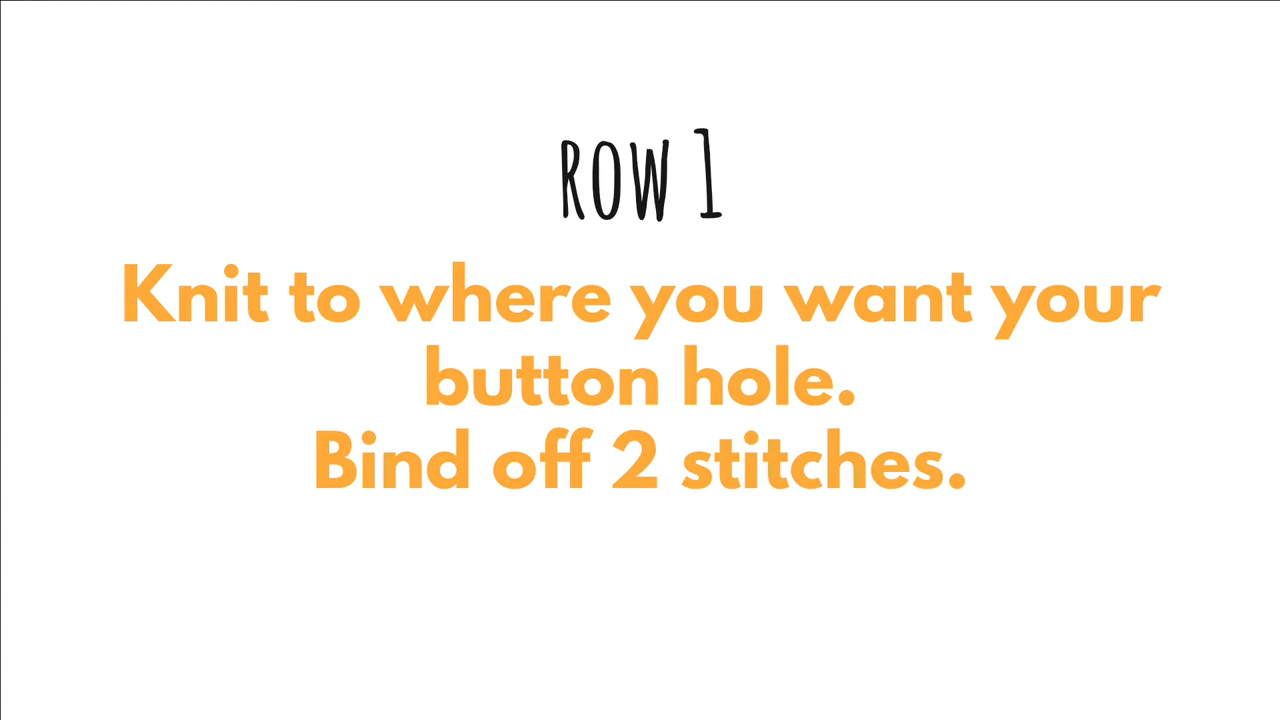 ROW 1
Knit to where you want your
button hole.
Bind off 2 stitches.